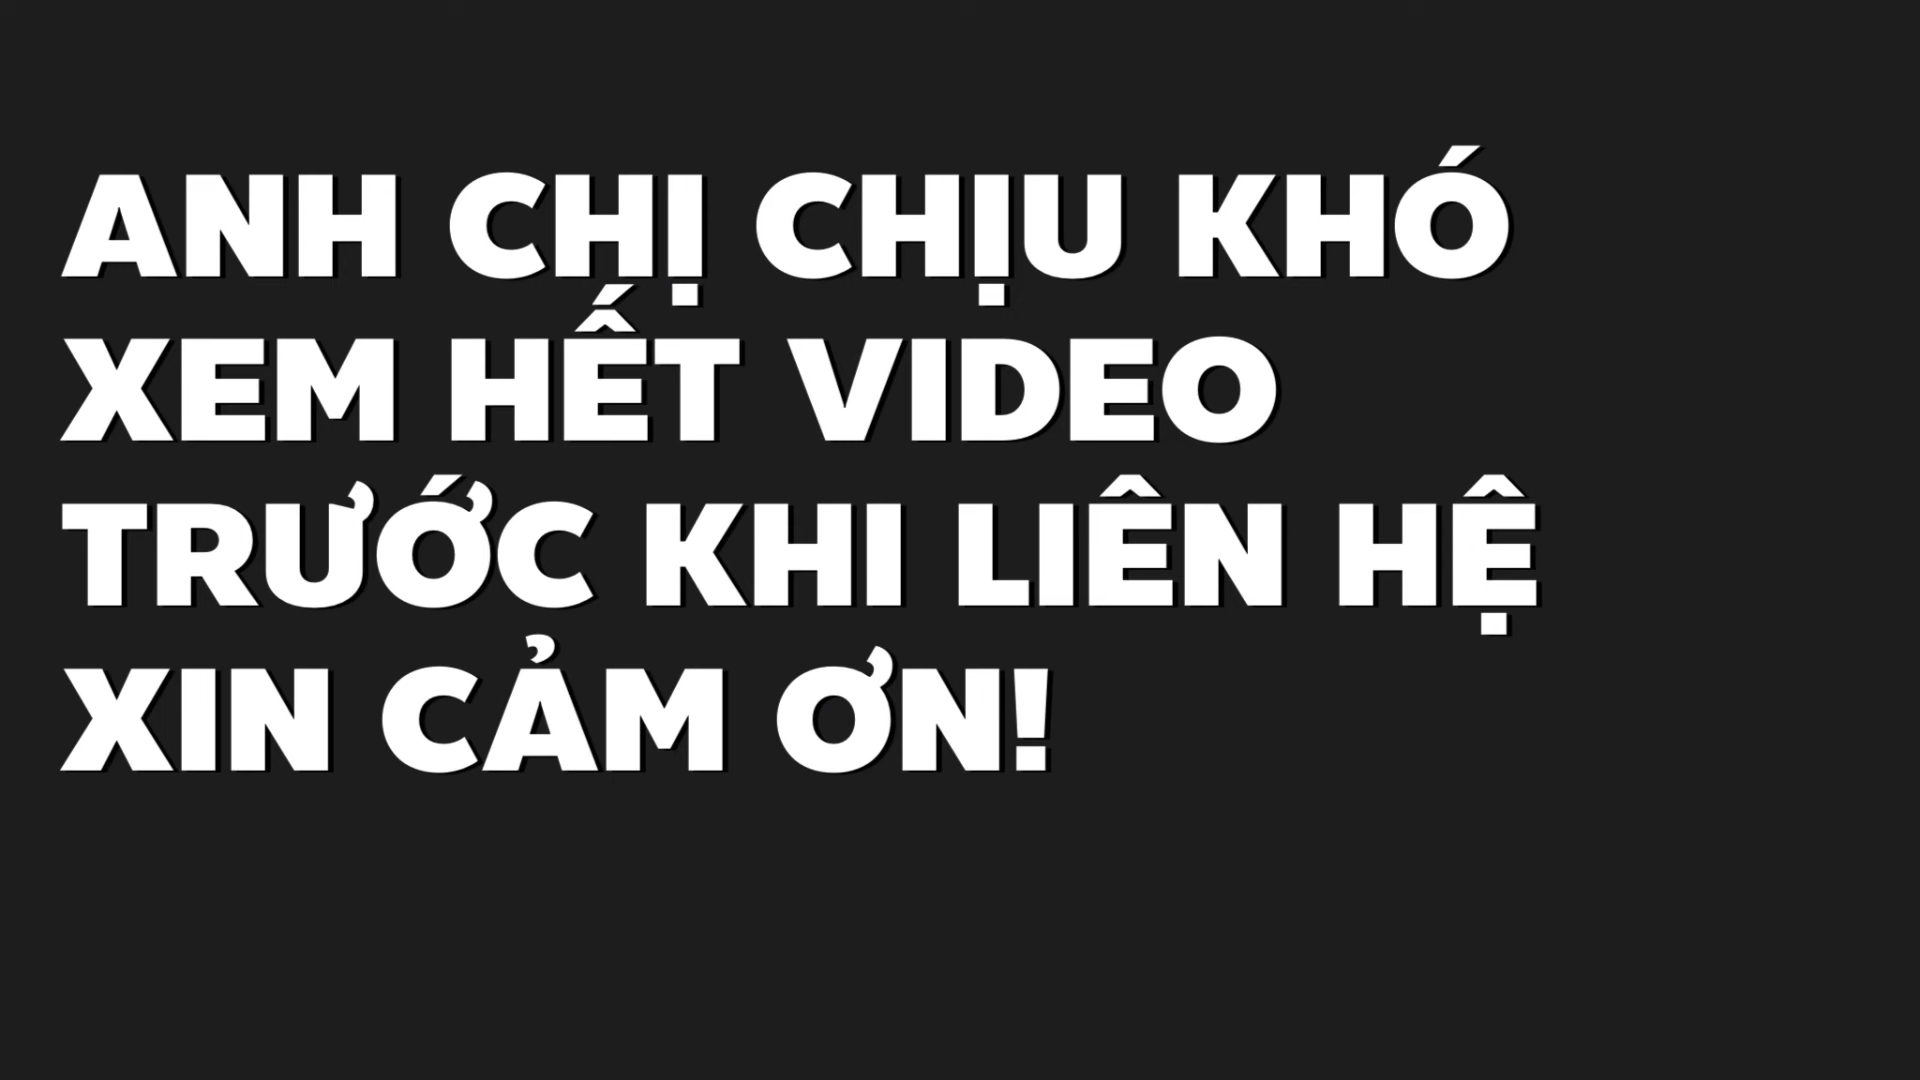 ANH CHỊ CHỊU KHÓ
XEM HẾT VIDEO
TRƯỚC KHI LIÊN HỆ
XIN CẢM ƠN!